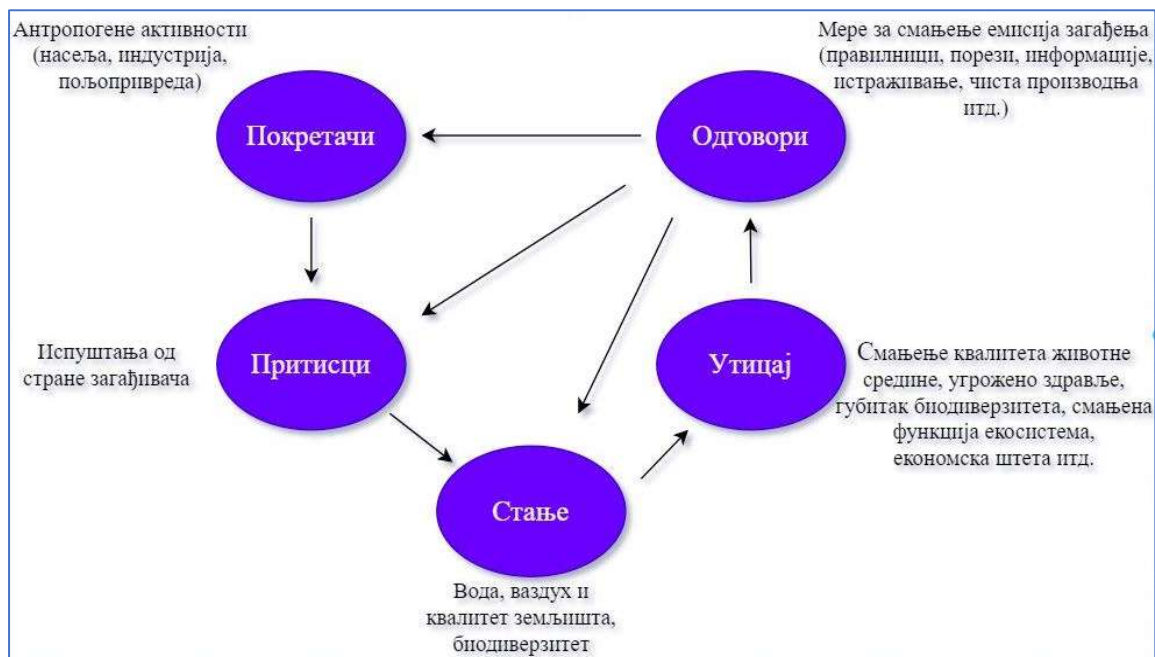 Антропогене активности
(насеља, индустрија,
пољопривреда)
Мере за смањење емисија загађења
(правилници, порези, информације,
истраживање, чиста производња
итд.)
Покретачи
Одговори
Испуштања од
стране загађивача
Притисци
Утицај
Смањење квалитета животне
средине, угрожено здравље,
губитак биодиверзитета, смањена
функција екосистема,
економска штета итд.
Стање
Вода, ваздух и
квалитет земљишта,
биодиверзитет